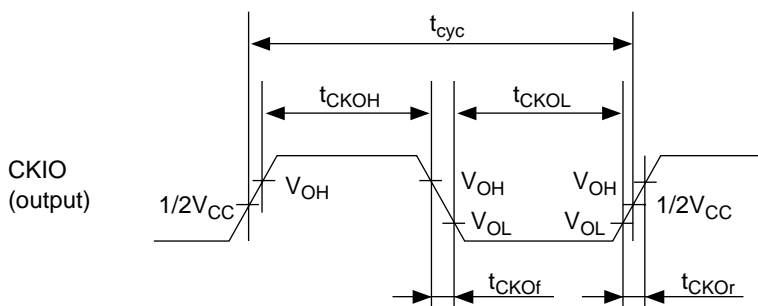 tcyc
tCKOH
tCKOL
CKIO
(output)
1/2VCC
VOH
VOH
VOL
VOH
VOL
1/2VCC
tCKOf
tCKOr